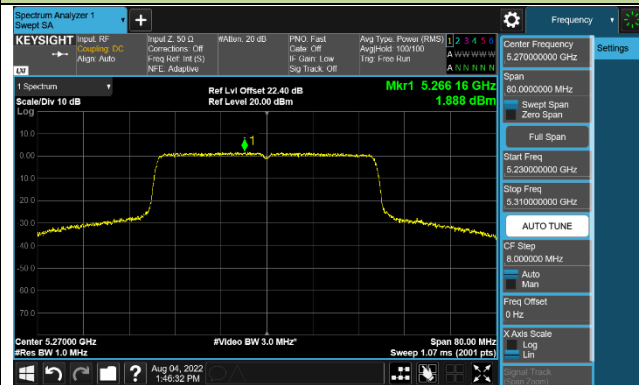 Spectrum Analyzer 1
Swept SA
Frequency
KEYSIGHT
Input: RF
Coupling: DC
Align: Auto
Input Z: 50 Ω
Corrections: Off
Freq Ref: Int (S)
NFE: Adaptive
#Atten: 20 dB
PNO: Fast
Gate: Off
IF Gain: Low
Sig Track: Off
Avg Type: Power (RMS)
Avg|Hold: 100/100
Trig: Free Run
1 2 3 4 5 6
A W W W W W
A N N N N N
LXI
1 Spectrum
Scale/Div 10 dB
Log
Ref Lvl Offset 22.40 dB
Ref Level 20.00 dBm
Mkr1 5.266 16 GHz
1.888 dBm
10.0
0.00
-10.0
-20.0
-30.0
-40.0
-50.0
-60.0
-70.0
1
Center 5.27000 GHz
#Res BW 1.0 MHz
#Video BW 3.0 MHz*
Span 80.00 MHz
Sweep 1.07 ms (2001 pts)
Aug 04, 2022
1:46:32 PM
Center Frequency
5.270000000 GHz
Settings
Span
80.0000000 MHz
Swept Span
Zero Span
Full Span
Start Freq
5.230000000 GHz
Stop Freq
5.310000000 GHz
AUTO TUNE
CF Step
8.000000 MHz
Auto
Man
Freq Offset
0 Hz
X Axis Scale
Log
Lin
Signal Track
(Span Zoom)